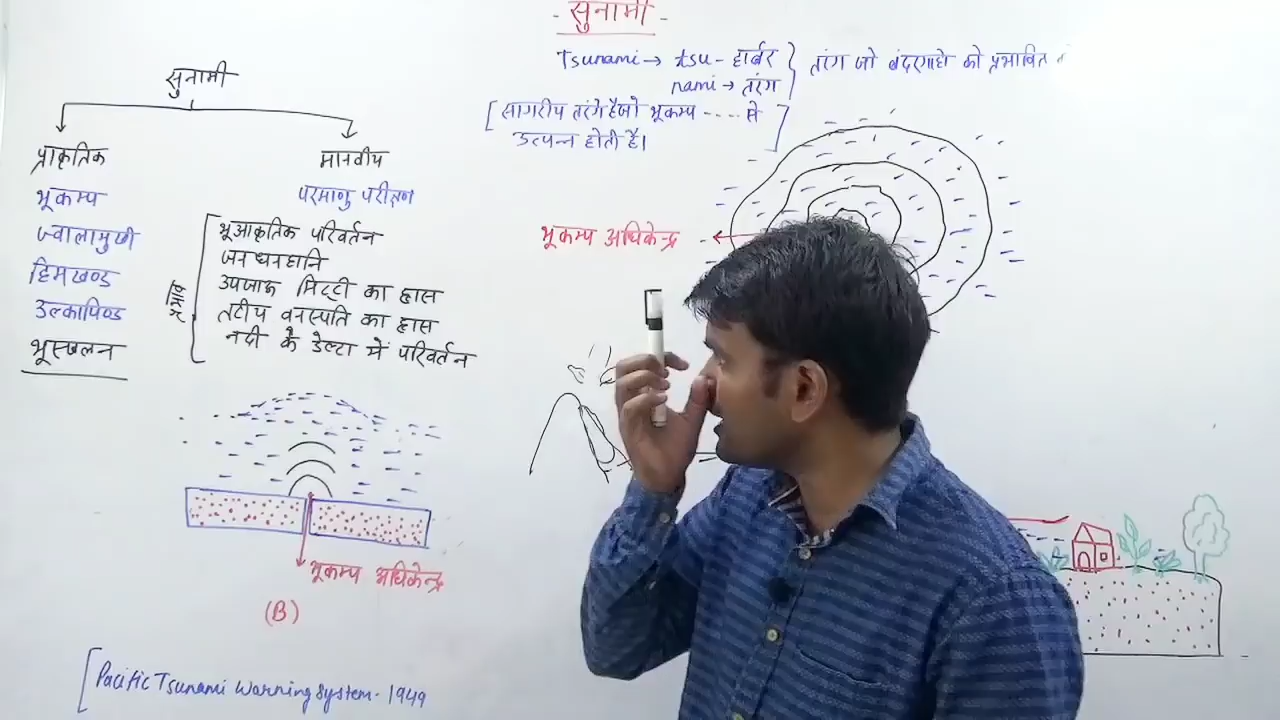 - सुनामी -
Tsunami → tsu - हार्बर
nami → तरंग
तरंग जो बंदरगाहो को प्रभावित
[सागरीय तरंगे है जो भूकम्प ---- से
उत्पन्न होती है।]
सुनामी
प्राकृतिक
भूकम्प
ज्वालामुखी
हिमखण्ड
उल्कापिण्ड
भूस्खलन
मानवीय
परमाणु परीक्षण
भूआकृतिक परिवर्तन
जन धनहानि
उपजाऊ मिट्टी का ह्रास
तटीय वनस्पति का ह्रास
नदी के डेल्टा में परिवर्तन
भूकम्प अधिकेन्द्र
भूकम्प अधिकेन्द्र
(B)
[Pacific Tsunami Warning System - 1949